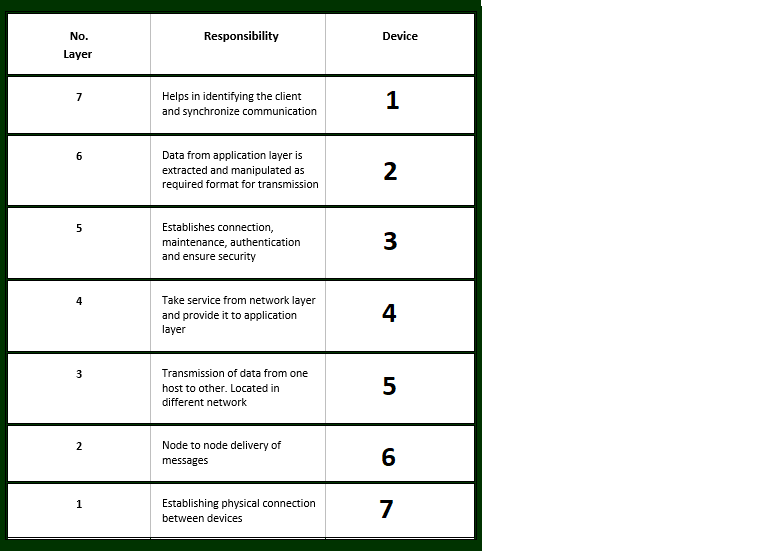 No.
Layer
Responsibility
Device
7
Helps in identifying the client
and synchronize communication
1
6
Data from application layer is
extracted and manipulated as
required format for transmission
2
5
Establishes connection,
maintenance, authentication
and ensure security
3
4
Take service from network layer
and provide it to application
layer
4
3
Transmission of data from one
host to other. Located in
different network
5
2
Node to node delivery of
messages
6
1
Establishing physical connection
between devices
7